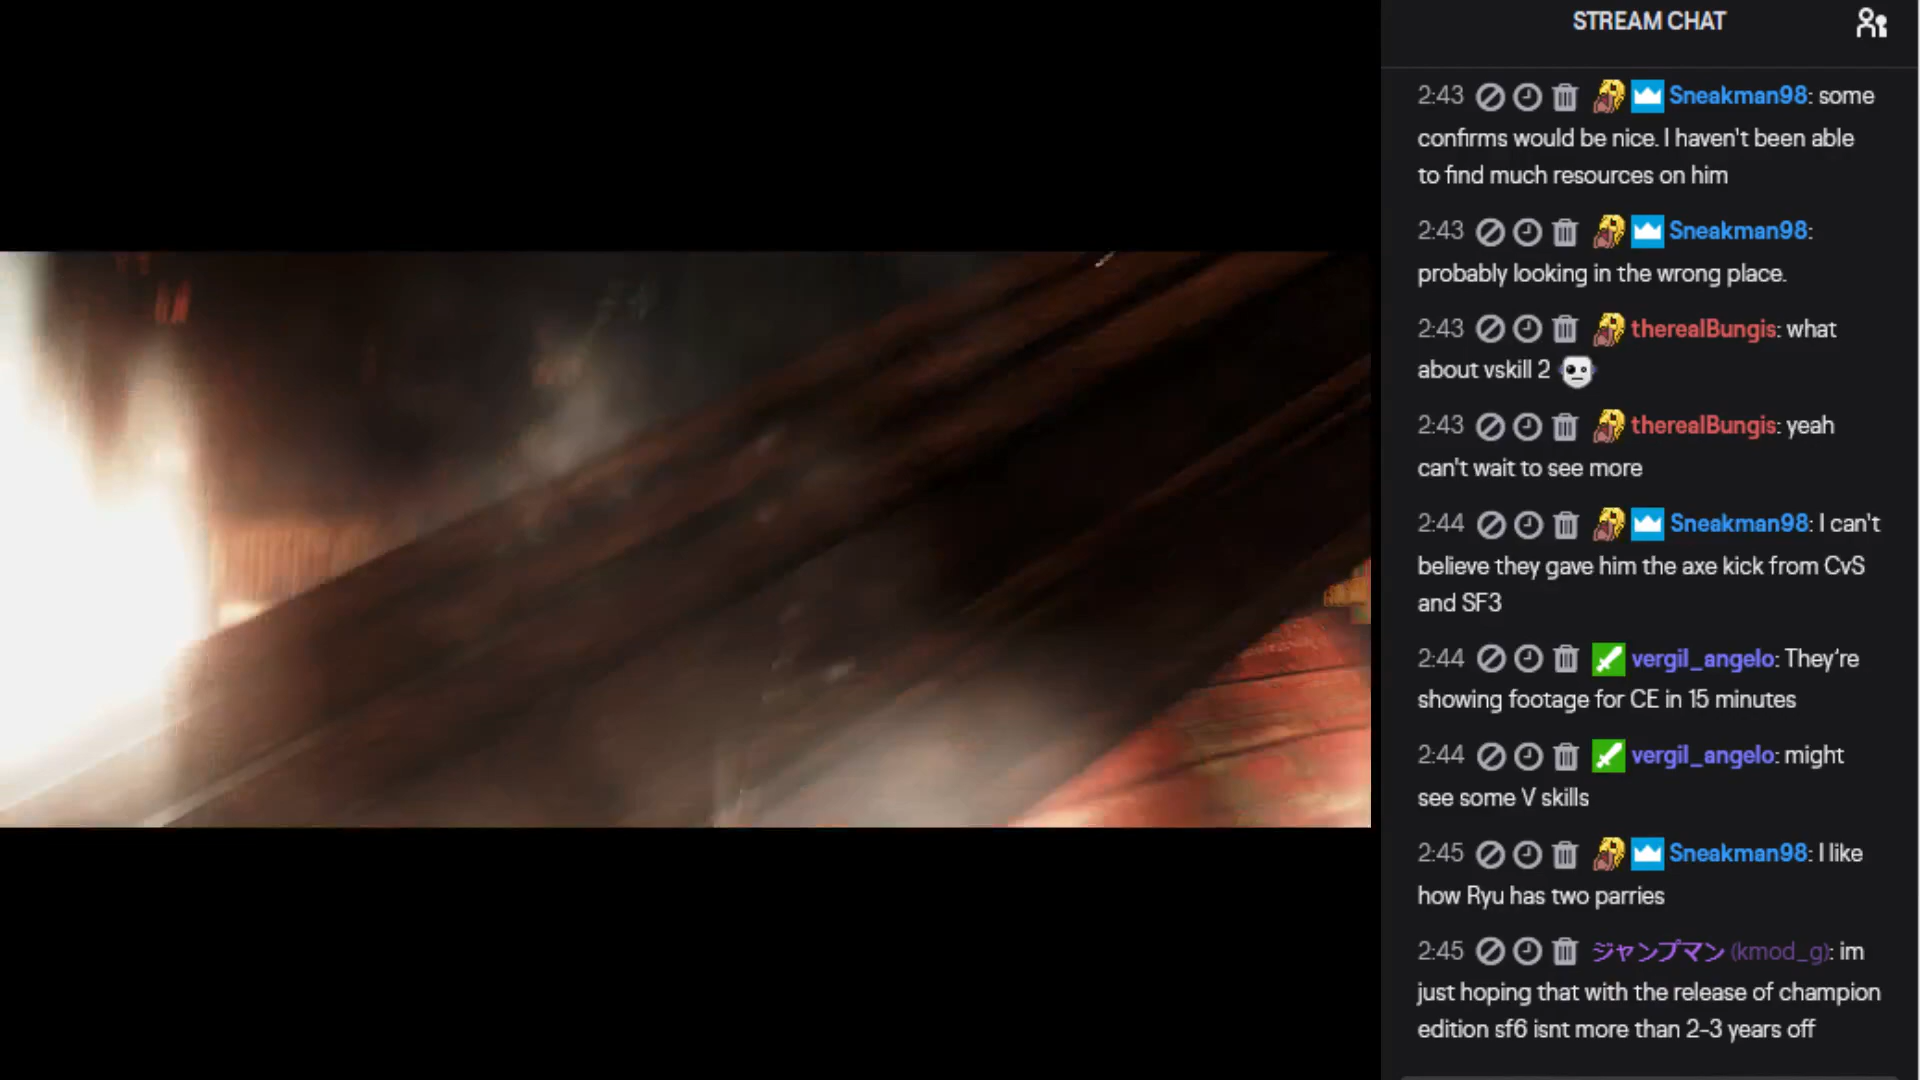 STREAM CHAT
2:43 Sneakman98: some
confirms would be nice. I haven't been able
to find much resources on him
2:43 Sneakman98:
probably looking in the wrong place.
2:43 therealBungis: what
about vskill 2
2:43 therealBungis: yeah
can't wait to see more
2:44 Sneakman98: I can't
believe they gave him the axe kick from CvS
and SF3
2:44 vergil_angelo: They're
showing footage for CE in 15 minutes
2:44 vergil_angelo: might
see some V skills
2:45 Sneakman98: I like
how Ryu has two parries
2:45 ジャンプマン (kmod_g): im
just hoping that with the release of champion
edition sf6 isnt more than 2-3 years off